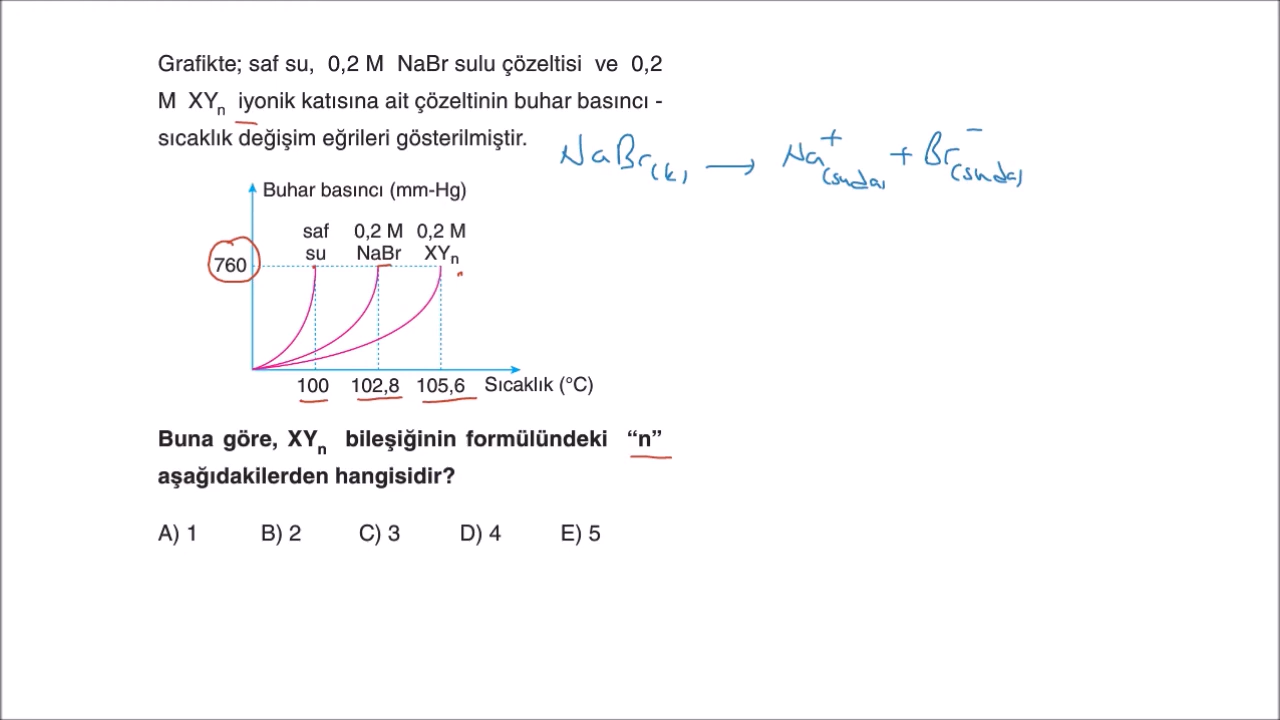 Grafikte; saf su, 0,2 M NaBr sulu çözeltisi ve 0,2
M XYn iyonik katısına ait çözeltinin buhar basıncı -
sıcaklık değişim eğrileri gösterilmiştir.
NaBr(k) → Na+(suda) + Br-(suda)
Buhar basıncı (mm-Hg)
saf 0,2 M 0,2 M
su NaBr XYn
760
100 102,8 105,6 Sıcaklık (°C)
Buna göre, XYn bileşiğinin formülündeki “n”
aşağıdakilerden hangisidir?
A) 1 B) 2 C) 3 D) 4 E) 5